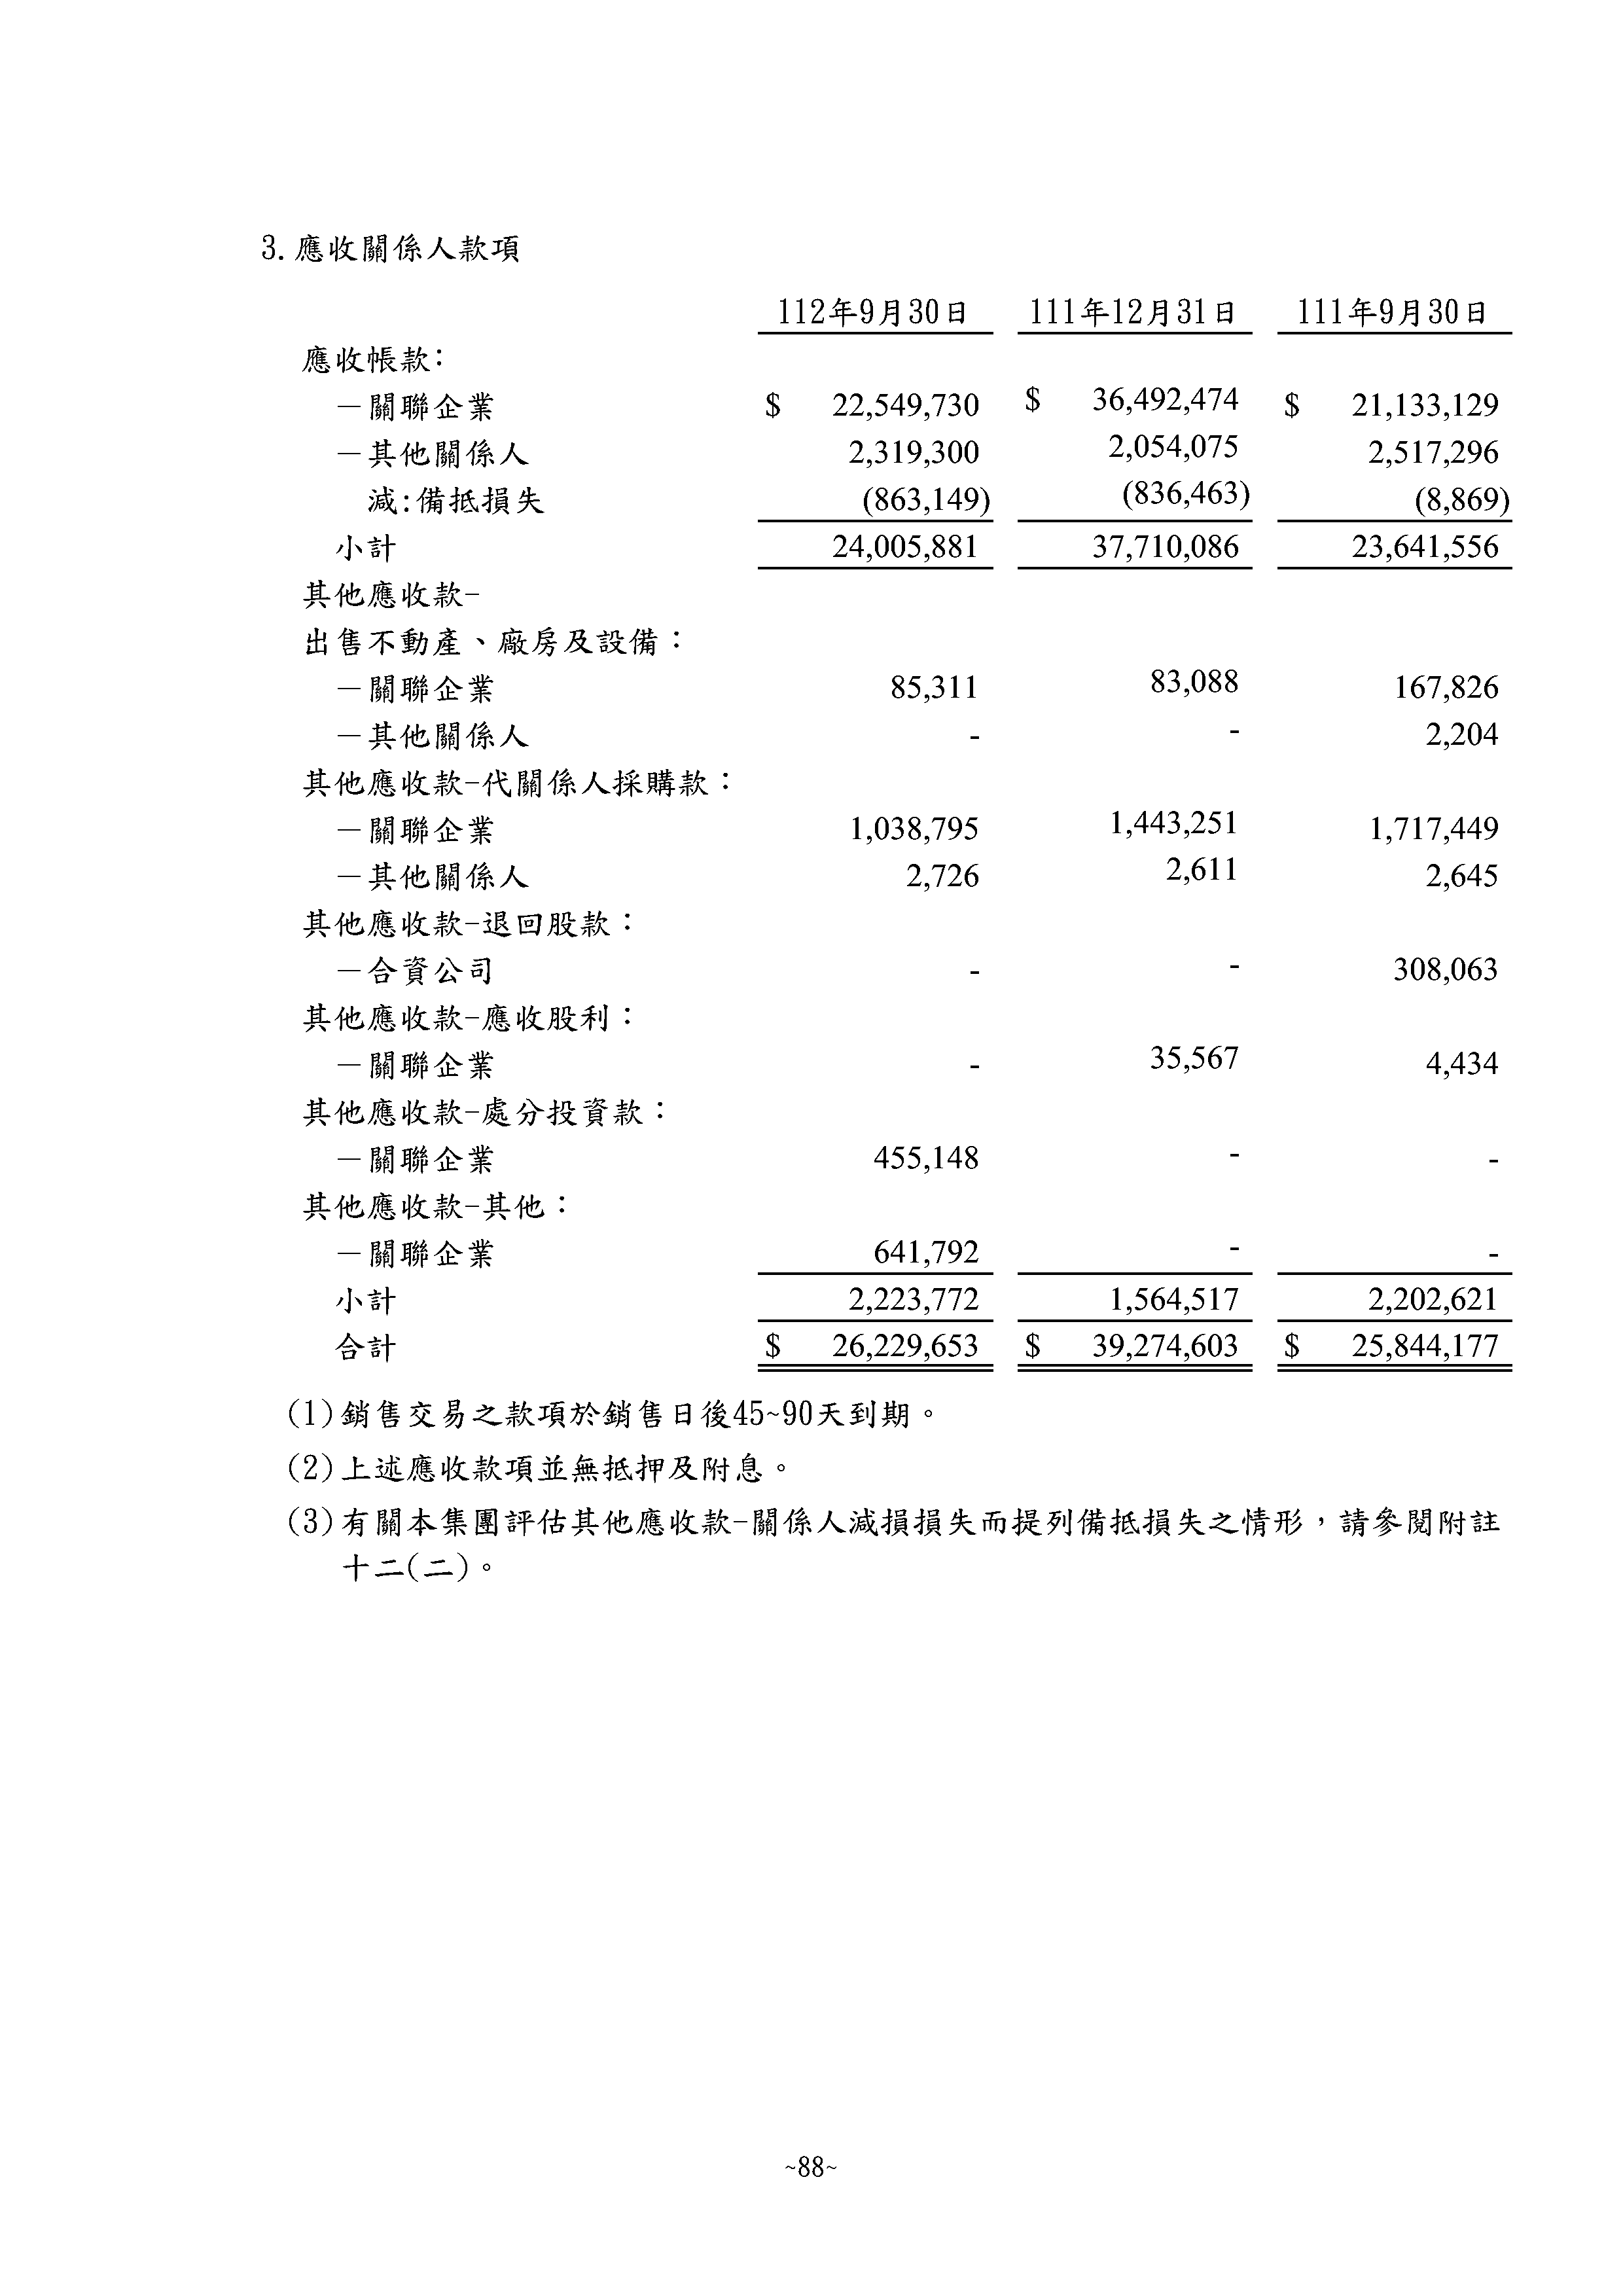 3.應收關係人款項
112年9月30日 111年12月31日 111年9月30日
應收帳款:
－關聯企業 $ 22,549,730 $ 36,492,474 $ 21,133,129
－其他關係人 2,319,300 2,054,075 2,517,296
減:備抵損失 (863,149) (836,463) (8,869)
小計 24,005,881 37,710,086 23,641,556
其他應收款-
出售不動產、廠房及設備：
－關聯企業 85,311 83,088 167,826
－其他關係人 - - 2,204
其他應收款-代關係人採購款：
－關聯企業 1,038,795 1,443,251 1,717,449
－其他關係人 2,726 2,611 2,645
其他應收款-退回股款：
－合資公司 - - 308,063
其他應收款-應收股利：
－關聯企業 - 35,567 4,434
其他應收款-處分投資款：
－關聯企業 455,148 - -
其他應收款-其他：
－關聯企業 641,792 - -
小計 2,223,772 1,564,517 2,202,621
合計 $ 26,229,653 $ 39,274,603 $ 25,844,177
(1)銷售交易之款項於銷售日後45~90天到期。
(2)上述應收款項並無抵押及附息。
(3)有關本集團評估其他應收款-關係人減損損失而提列備抵損失之情形，請參閱附註
十二(二)。
~88~